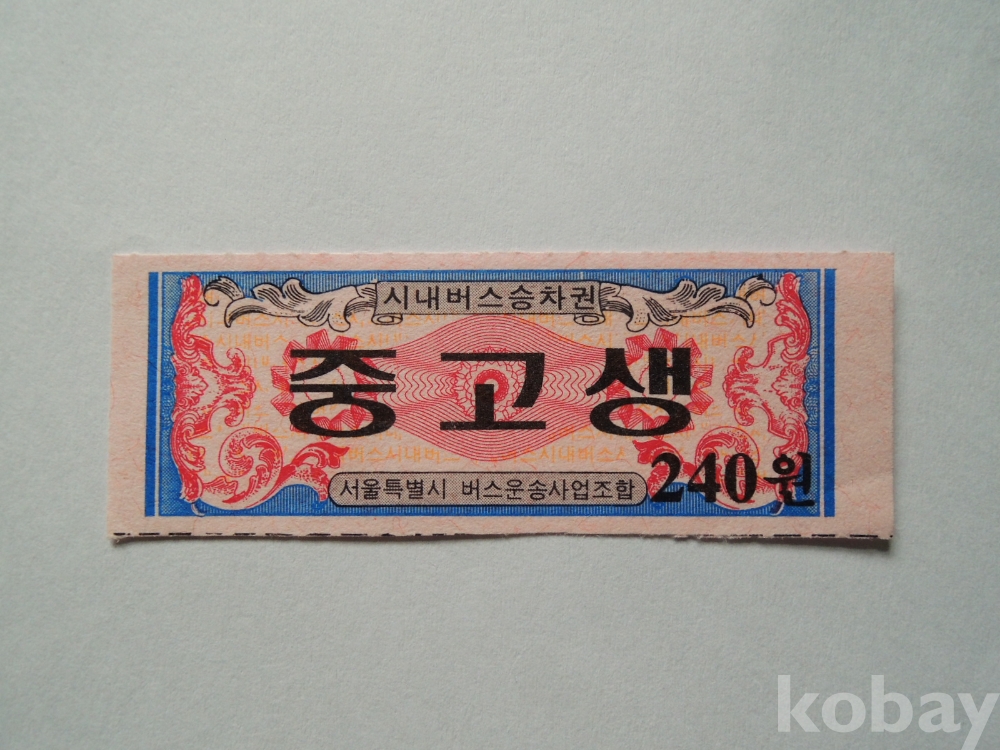 시내버스승차권
중고생
240원
서울특별시 버스운송사업조합
kobay